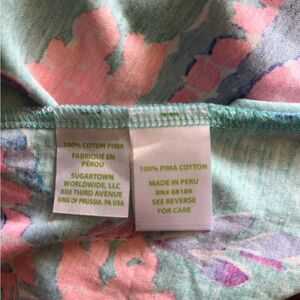 100% COTON PIMA
FABRIQUÉ EN
PÉROU
SUGARTOWN
WORLDWIDE, LLC
800 THIRD AVENUE
KING OF PRUSSIA, PA USA
100% PIMA COTTON
MADE IN PERU
RN# 88189
SEE REVERSE
FOR CARE